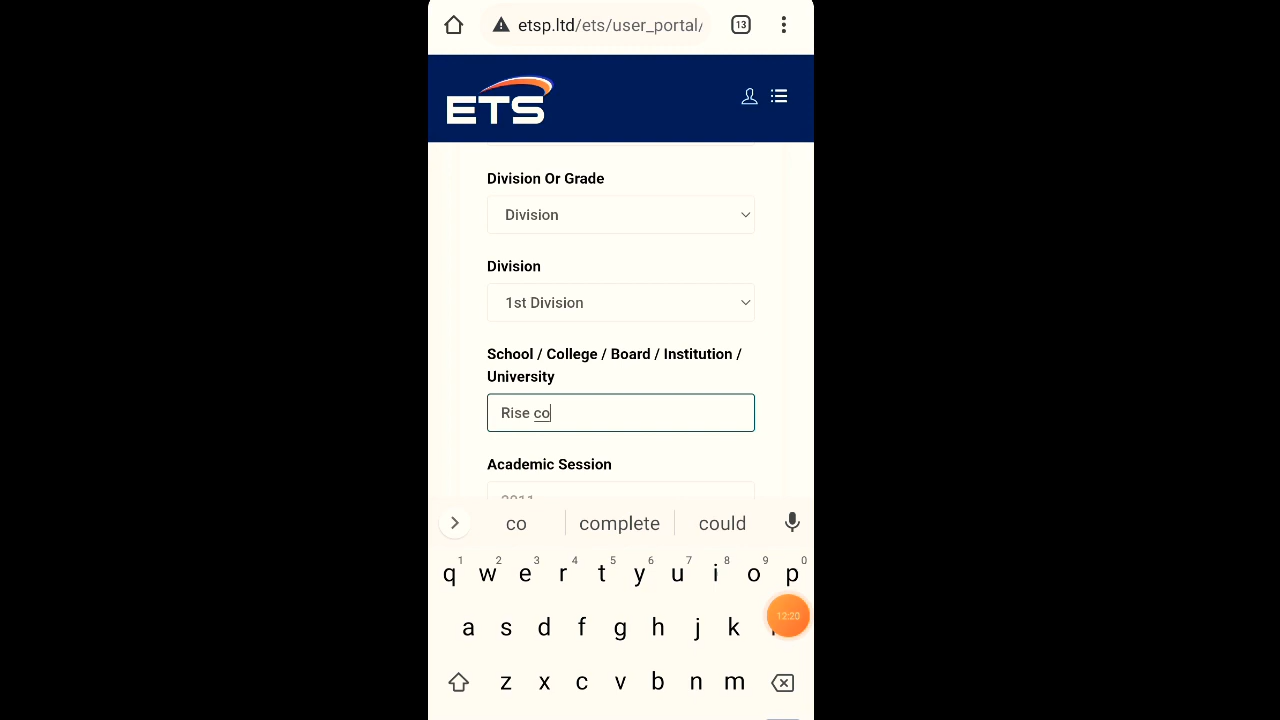 etsp.ltd/ets/user_portal/
13
ETS
Division Or Grade
Division
Division
1st Division
School / College / Board / Institution /
University
Rise co
Academic Session
2011
co complete could
1 2 3 4 5 6 7 8 9 0
q w e r t y u i o p
a s d f g h j k
12:20
z x c v b n m